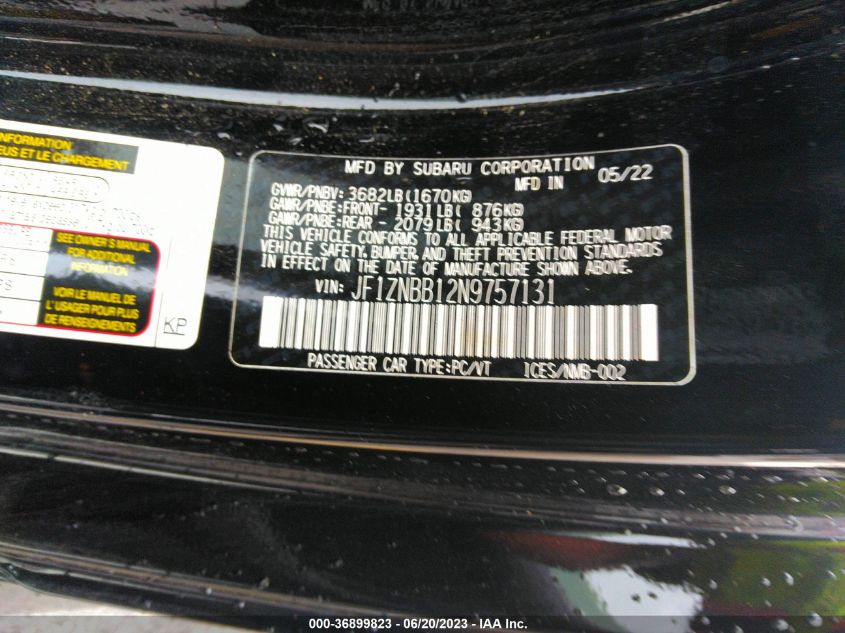 INFORMATION
EUS ET LE CHARGEMENT
SEE OWNER'S MANUAL
FOR ADDITIONAL
INFORMATION
VOIR LE MANUEL DE
L'USAGER POUR PLUS
DE RENSEIGNEMENTS
KP
MFD BY SUBARU CORPORATION
MFD IN 05/22
GVWR/PNBV: 3682LB(1670KG)
GAWR/PNBE:FRONT- 1931LB( 876KG)
GAWR/PNBE:REAR - 2079LB( 943KG)
THIS VEHICLE CONFORMS TO ALL APPLICABLE FEDERAL MOTOR
VEHICLE SAFETY, BUMPER, AND THEFT PREVENTION STANDARDS
IN EFFECT ON THE DATE OF MANUFACTURE SHOWN ABOVE.
VIN: JF1ZNBB12N9757131
PASSENGER CAR TYPE:PC/VT ICES/NMB-002
000-36899823 - 06/20/2023 - IAA Inc.